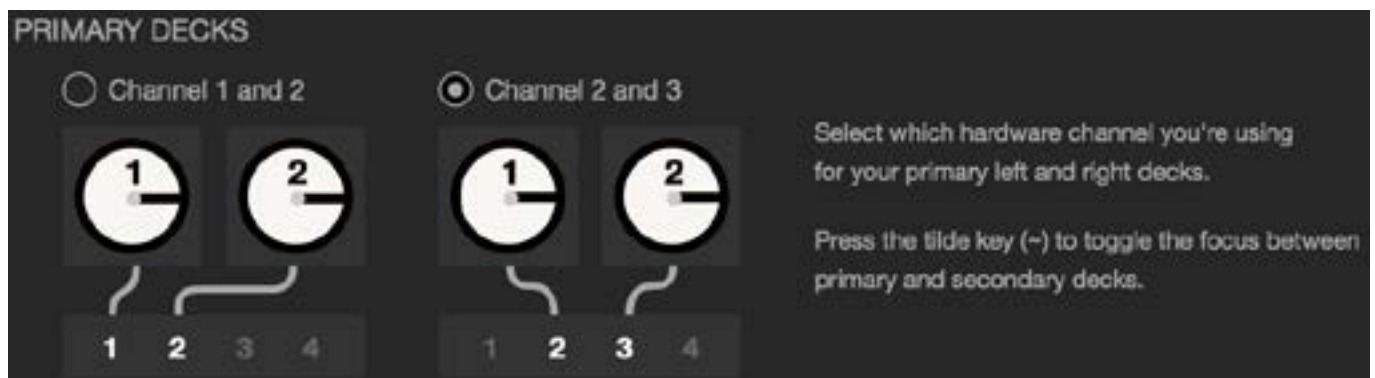 PRIMARY DECKS
Channel 1 and 2
Channel 2 and 3
1 2
1 2
Select which hardware channel you're using
for your primary left and right decks.
Press the tilde key (~) to toggle the focus between
primary and secondary decks.
1 2 3 4
1 2 3 4